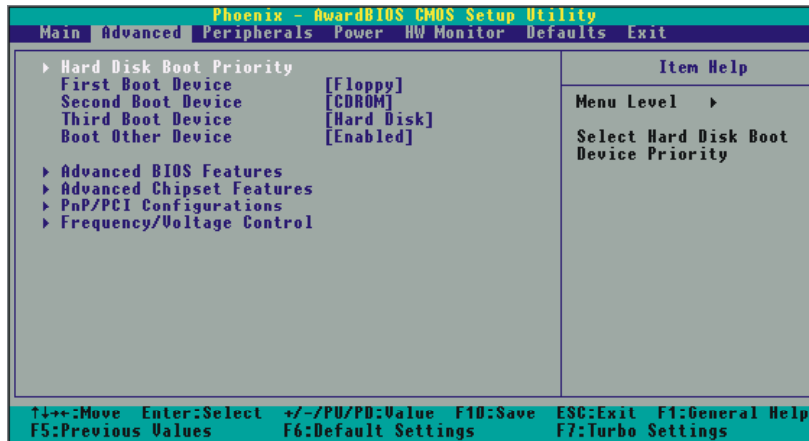 Phoenix - AwardBIOS CMOS Setup Utility
Main Advanced Peripherals Power HW Monitor Defaults Exit
▸ Hard Disk Boot Priority
First Boot Device [Floppy]
Second Boot Device [CDROM]
Third Boot Device [Hard Disk]
Boot Other Device [Enabled]
▸ Advanced BIOS Features
▸ Advanced Chipset Features
▸ PnP/PCI Configurations
▸ Frequency/Voltage Control
Item Help
Menu Level ▸
Select Hard Disk Boot
Device Priority
↑↓→←:Move Enter:Select +/-/PU/PD:Value F10:Save ESC:Exit F1:General Help
F5:Previous Values F6:Default Settings F7:Turbo Settings